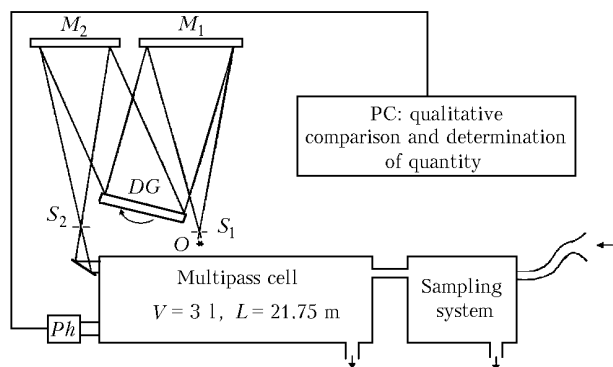 M₂ M₁
PC: qualitative
comparison and determination
of quantity
DG
S₂ S₁
O
Multipass cell
V = 3 l, L = 21.75 m
Sampling
system
Ph